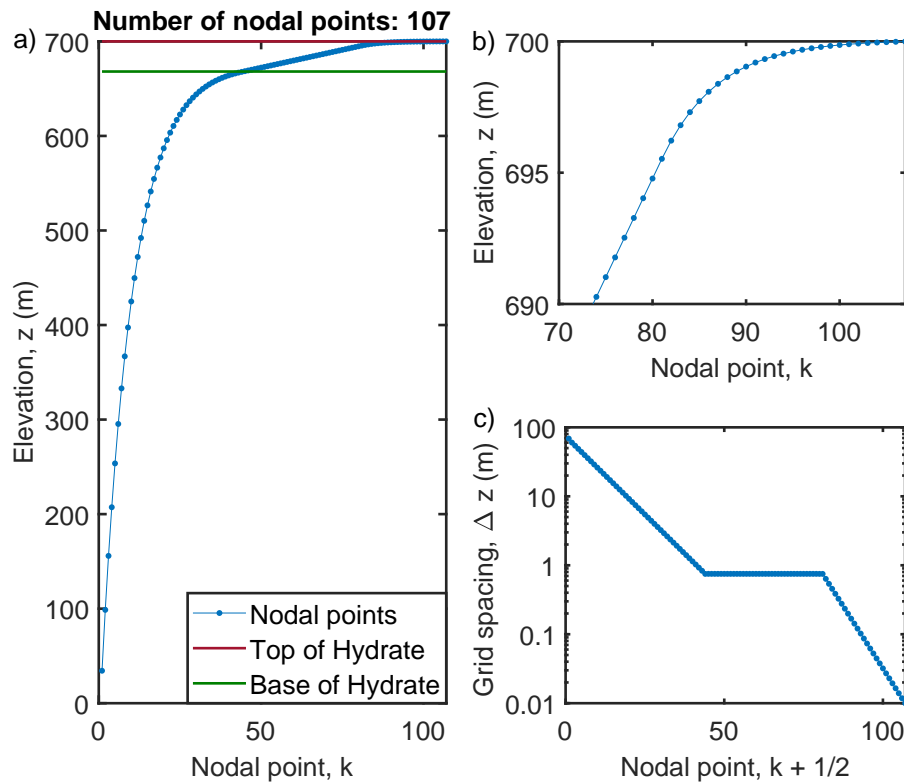 Number of nodal points: 107
a)
700
600
500
400
300
200
100
0
Elevation, z (m)
0
50
100
Nodal point, k
Nodal points
Top of Hydrate
Base of Hydrate
b)
700
695
690
Elevation, z (m)
70
80
90
100
Nodal point, k
c)
100
10
1
0.1
0.01
Grid spacing, Δ z (m)
0
50
100
Nodal point, k + 1/2